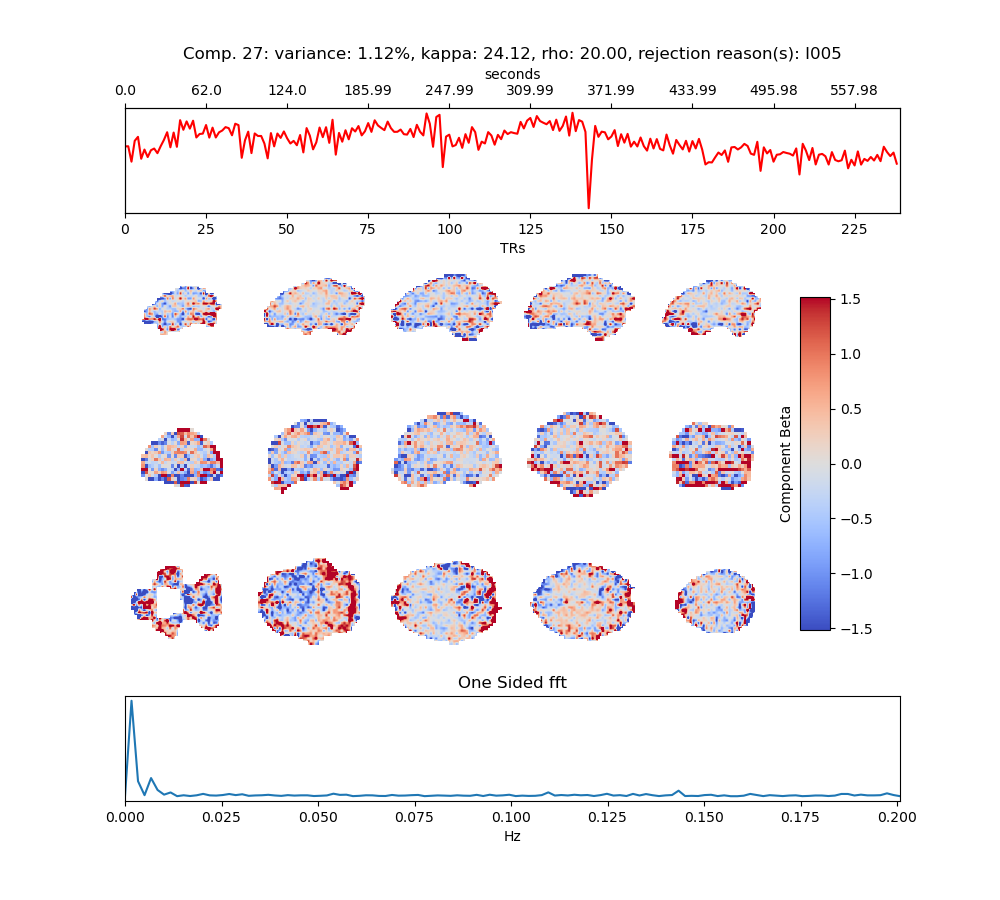 Comp. 27: variance: 1.12%, kappa: 24.12, rho: 20.00, rejection reason(s): I005
seconds
0.0 62.0 124.0 185.99 247.99 309.99 371.99 433.99 495.98 557.98
0 25 50 75 100 125 150 175 200 225
TRs
1.5
1.0
0.5
0.0
−0.5
−1.0
−1.5
Component Beta
One Sided fft
0.000 0.025 0.050 0.075 0.100 0.125 0.150 0.175 0.200
Hz